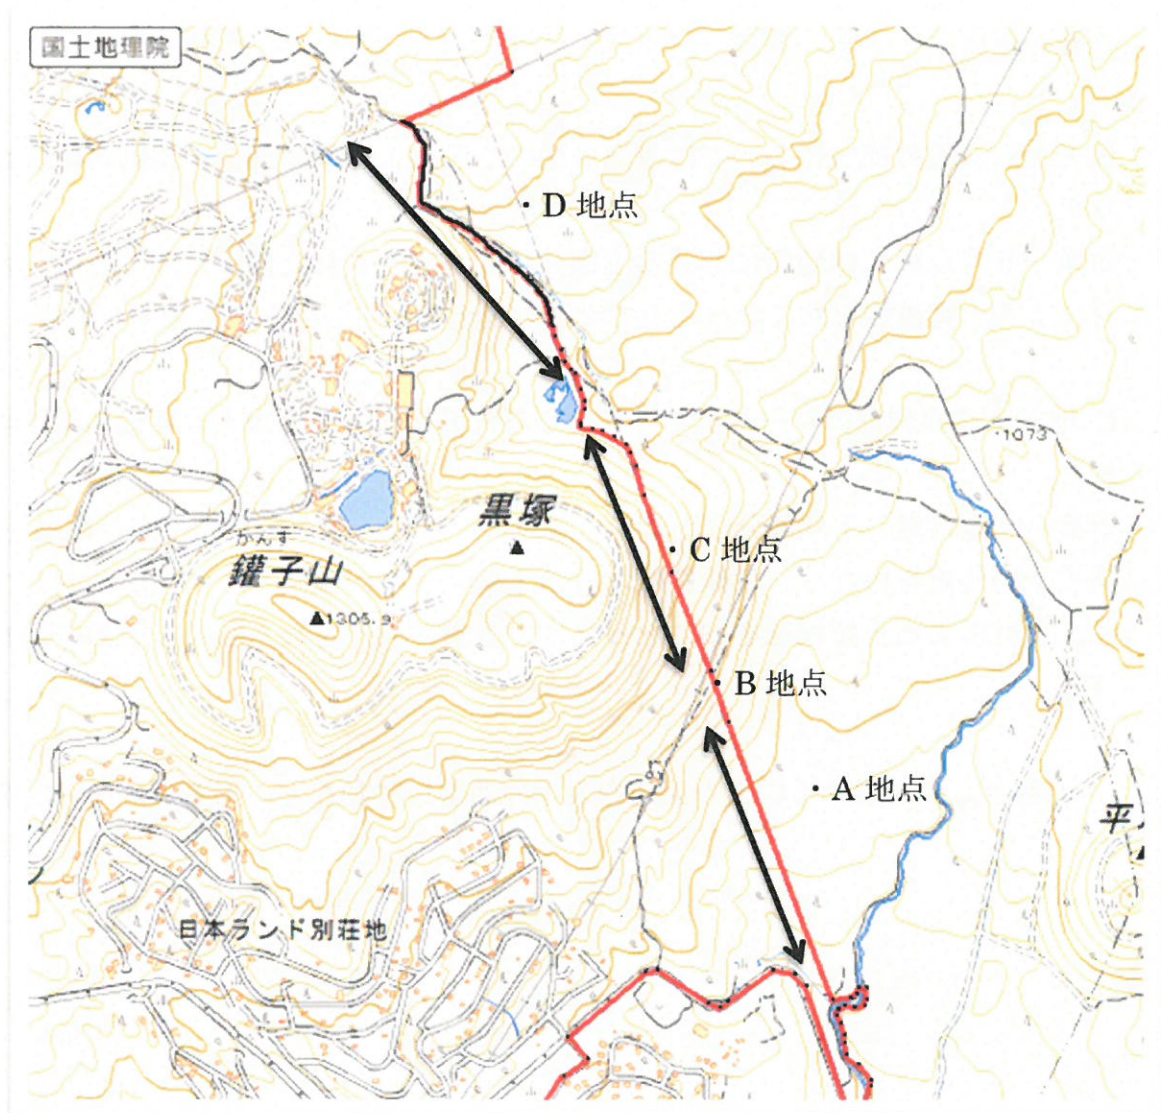 国土地理院
D 地点
・1073
黒塚
C 地点
かんす
鑵子山
1306.9
B 地点
A 地点
平
日本ランド別荘地